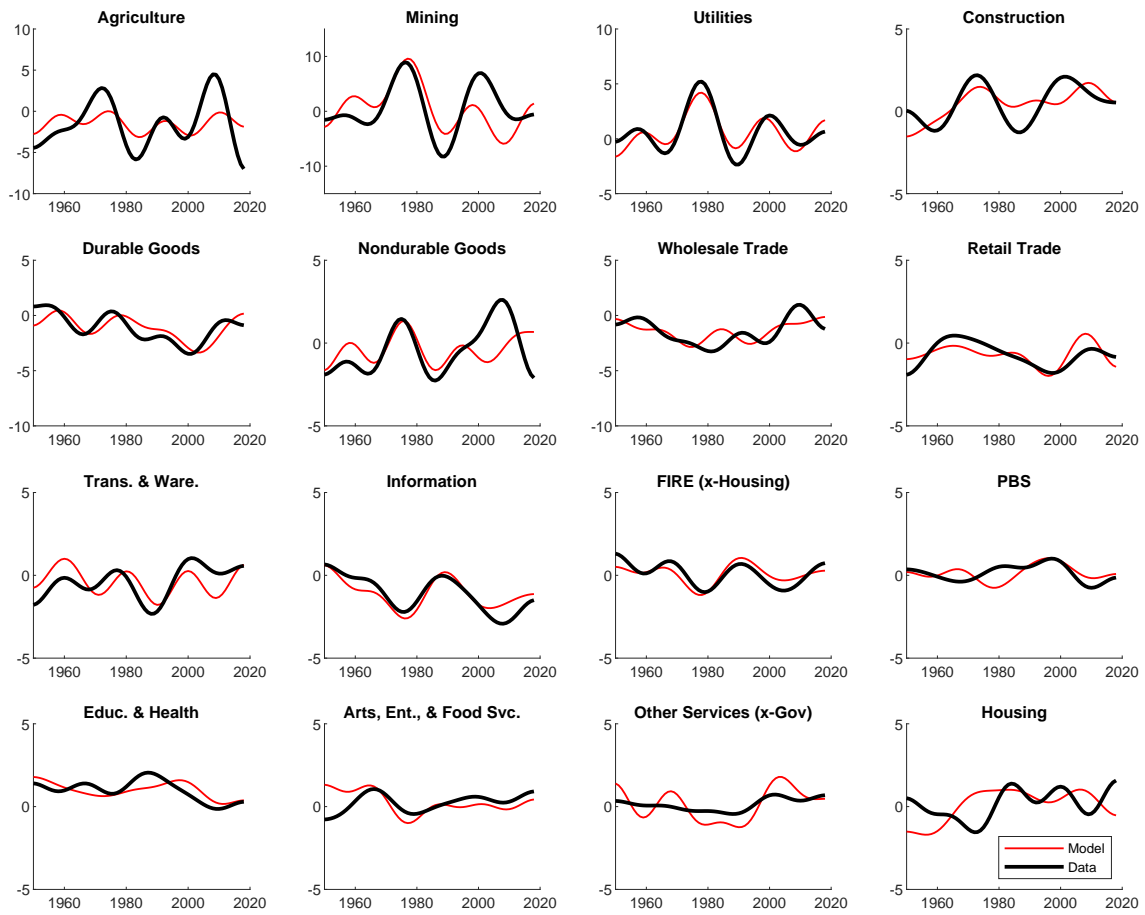 Agriculture
10
5
0
-5
-10
1960 1980 2000 2020
Mining
10
0
-10
1960 1980 2000 2020
Utilities
10
5
0
-5
1960 1980 2000 2020
Construction
5
0
-5
1960 1980 2000 2020
Durable Goods
5
0
-5
-10
1960 1980 2000 2020
Nondurable Goods
5
0
-5
1960 1980 2000 2020
Wholesale Trade
5
0
-5
-10
1960 1980 2000 2020
Retail Trade
5
0
-5
1960 1980 2000 2020
Trans. & Ware.
5
0
-5
1960 1980 2000 2020
Information
5
0
-5
1960 1980 2000 2020
FIRE (x-Housing)
5
0
-5
1960 1980 2000 2020
PBS
5
0
-5
1960 1980 2000 2020
Educ. & Health
5
0
-5
1960 1980 2000 2020
Arts, Ent., & Food Svc.
5
0
-5
1960 1980 2000 2020
Other Services (x-Gov)
5
0
-5
1960 1980 2000 2020
Housing
5
0
-5
1960 1980 2000 2020
Model
Data